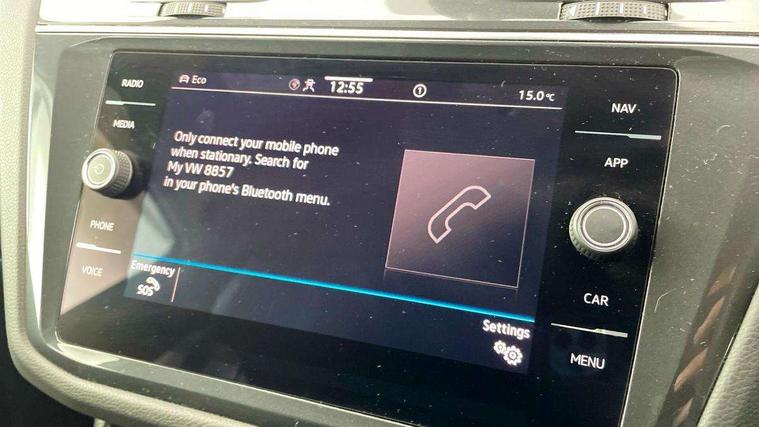 RADIO
MEDIA
PHONE
VOICE
Eco
12:55
1
15.0°C
Only connect your mobile phone
when stationary. Search for
My VW 8857
in your phone's Bluetooth menu.
Emergency
SOS
Settings
NAV
APP
CAR
MENU